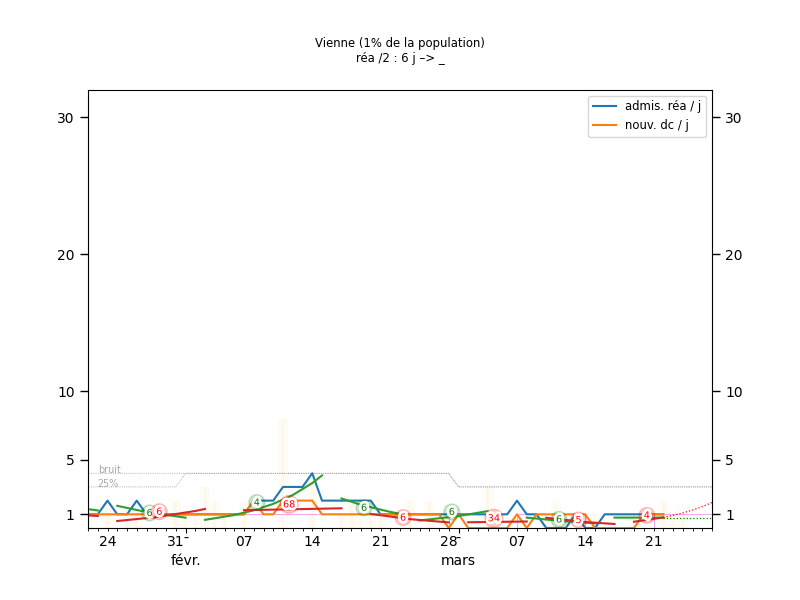 Vienne (1% de la population)
réa /2 : 6 j –> _
admis. réa / j
nouv. dc / j
30 30
20 20
10 10
5 5
1 1
bruit
25%
6 6 4 68 6 6 6 34 6 5 4
24 31 07 14 21 28 07 14 21
févr. mars